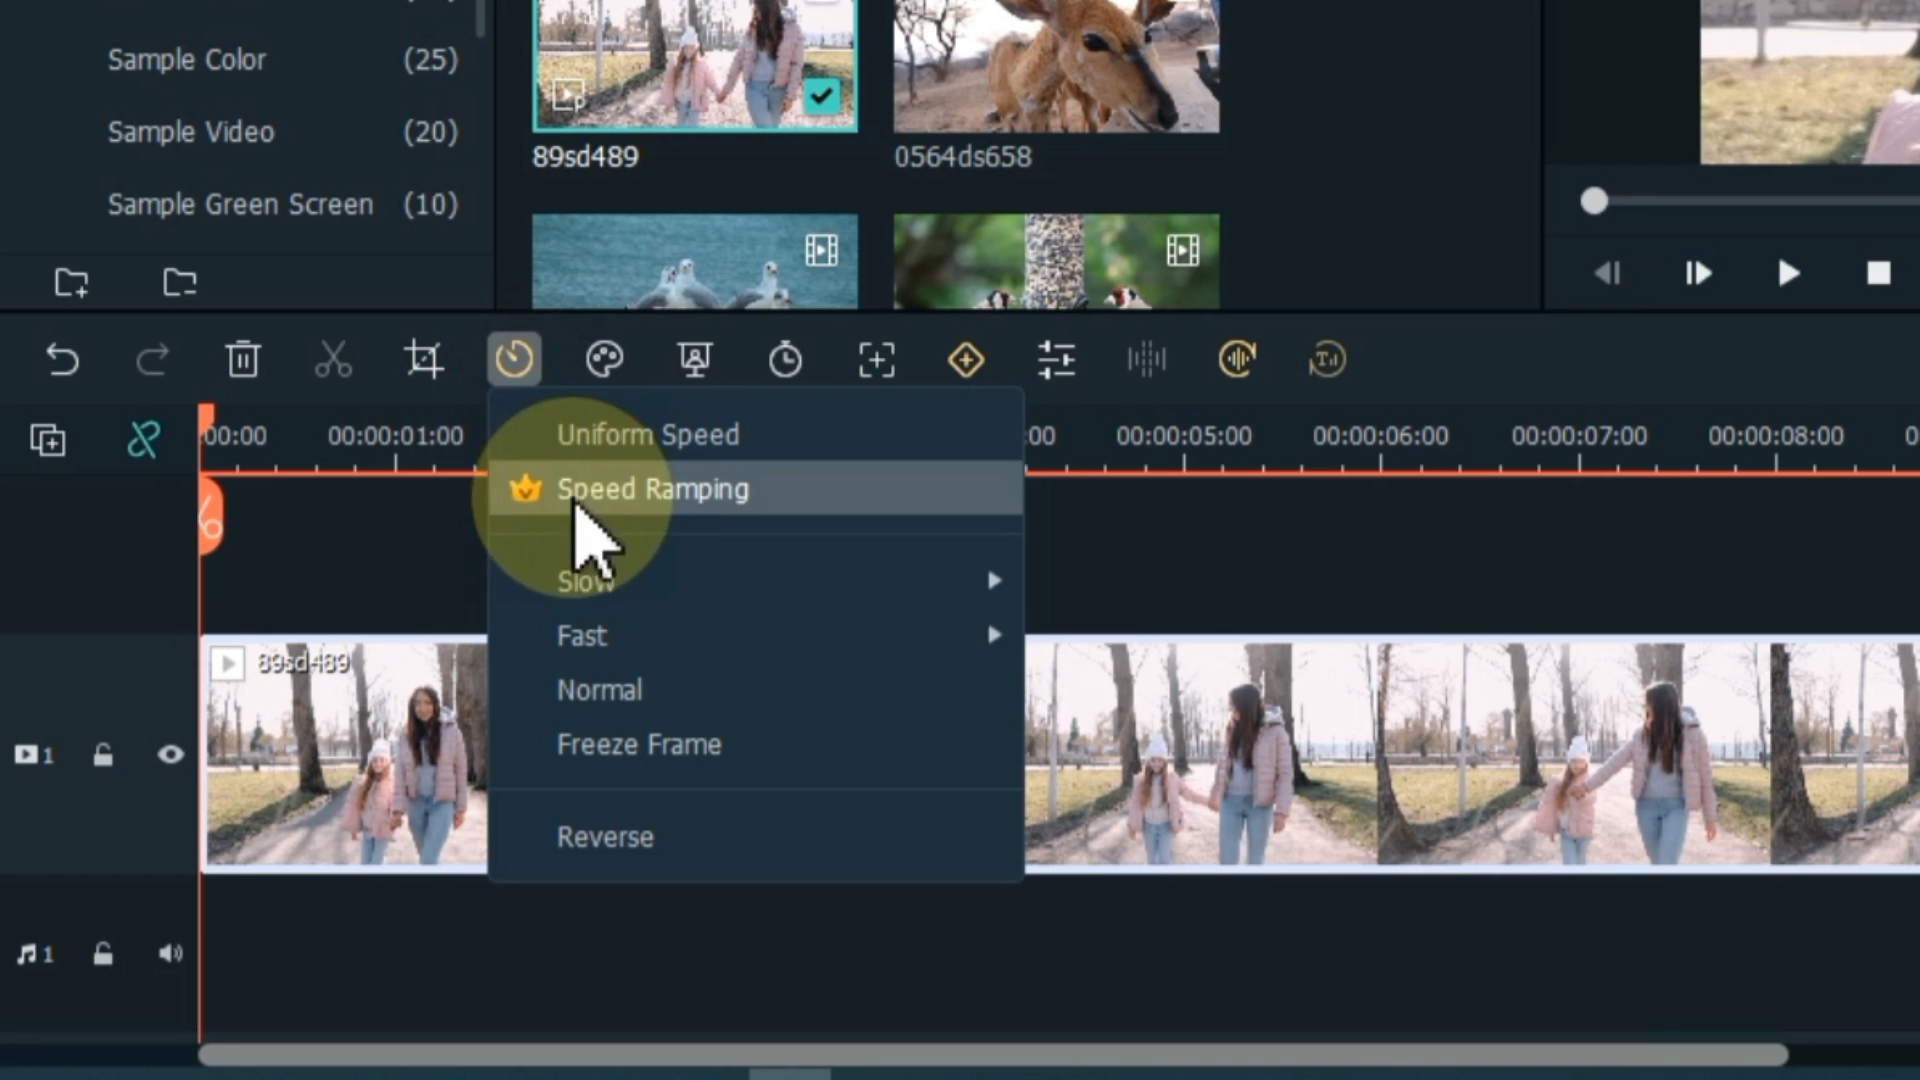 Sample Color (25)
Sample Video (20)
Sample Green Screen (10)
89sd489
0564ds658
00:00
00:00:01:00
:00
00:00:05:00
00:00:06:00
00:00:07:00
00:00:08:00
Uniform Speed
Speed Ramping
Slow
Fast
Normal
Freeze Frame
Reverse
89sd489
1
1